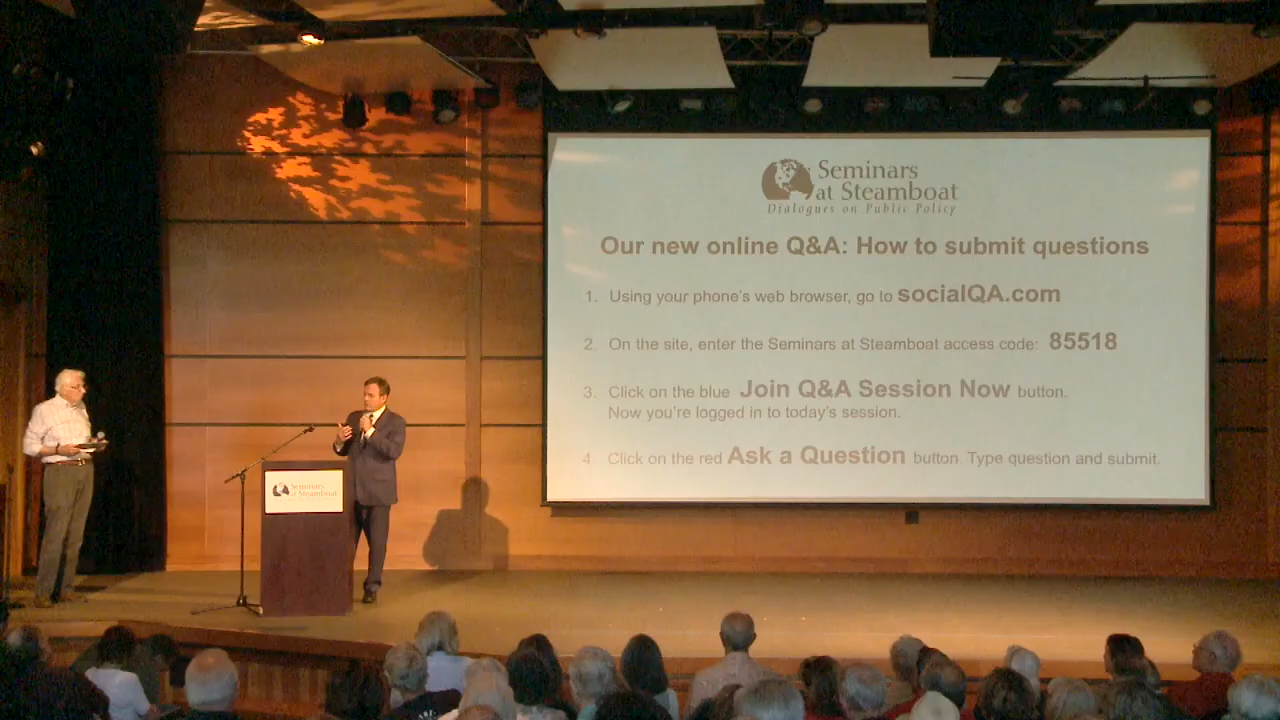 Seminars
at Steamboat
Dialogues on Public Policy
Our new online Q&A: How to submit questions
1. Using your phone's web browser, go to socialQA.com
2. On the site, enter the Seminars at Steamboat access code: 85518
3. Click on the blue Join Q&A Session Now button.
Now you're logged in to today's session.
4 Click on the red Ask a Question button. Type question and submit.
Seminars
at Steamboat